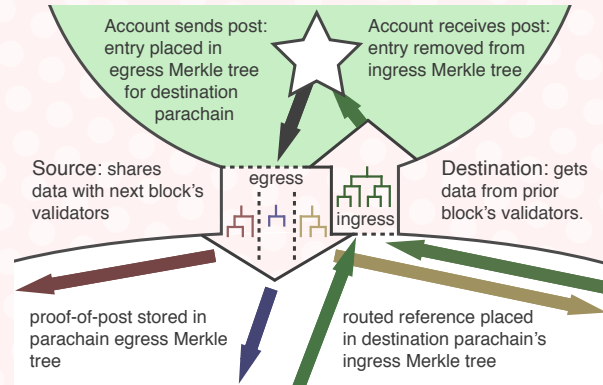 Account sends post:
entry placed in
egress Merkle tree
for destination
parachain
Account receives post:
entry removed from
ingress Merkle tree
Source: shares
data with next block's
validators
egress
ingress
Destination: gets
data from prior
block's validators.
proof-of-post stored in
parachain egress Merkle
tree
routed reference placed
in destination parachain's
ingress Merkle tree